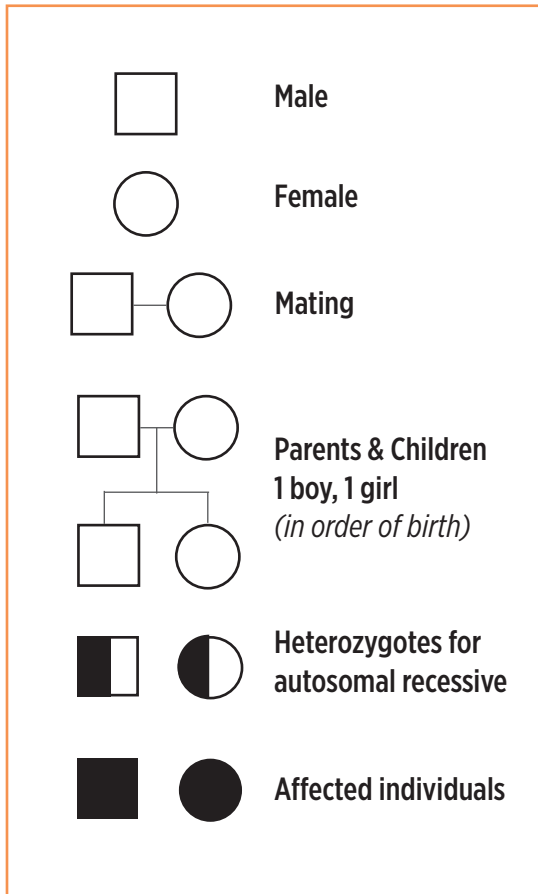 Male
Female
Mating
Parents & Children
1 boy, 1 girl
(in order of birth)
Heterozygotes for
autosomal recessive
Affected individuals